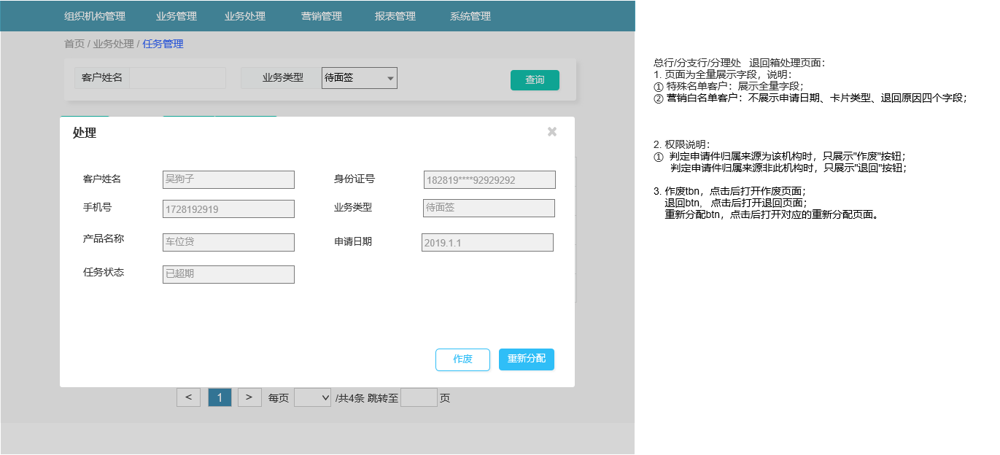 组织机构管理 业务管理 业务处理 营销管理 报表管理 系统管理
首页 / 业务处理 / 任务管理
客户姓名 业务类型 待面签 查询
处理
客户姓名 吴狗子 身份证号 182819****92929292
手机号 1728192919 业务类型 待面签
产品名称 车位贷 申请日期 2019.1.1
任务状态 已超期
作废 重新分配
< 1 > 每页 /共4条 跳转至 页
总行/分支行/分理处 退回箱处理页面：
1. 页面为全量展示字段，说明：
① 特殊名单客户：展示全量字段；
② 营销白名单客户：不展示申请日期、卡片类型、退回原因四个字段；
2. 权限说明：
① 判定申请件归属来源为该机构时，只展示"作废"按钮；
判定申请件归属来源非此机构时，只展示"退回"按钮；
3. 作废tbn，点击后打开作废页面；
退回btn，点击后打开退回页面；
重新分配btn，点击后打开对应的重新分配页面。